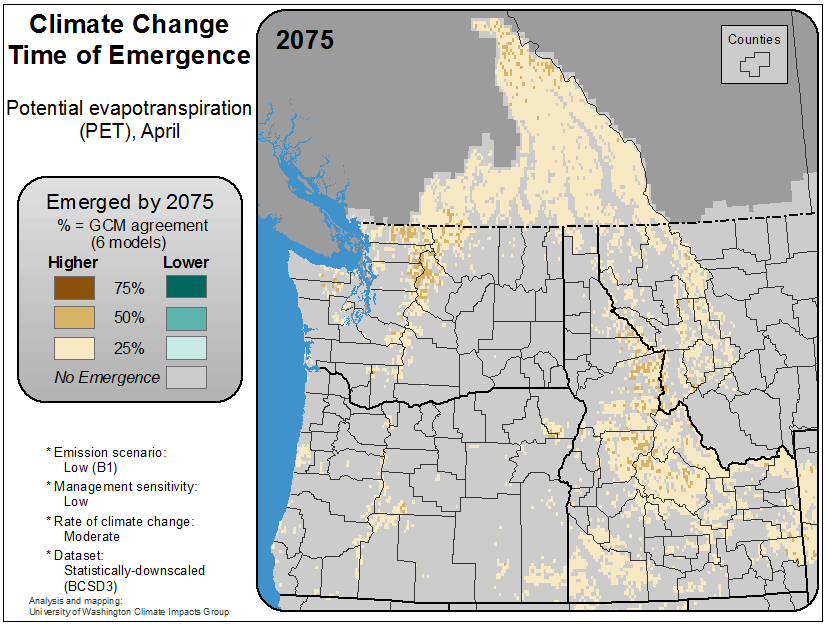 Climate Change
Time of Emergence
Potential evapotranspiration
(PET), April
Emerged by 2075
% = GCM agreement
(6 models)
Higher Lower
75%
50%
25%
No Emergence
* Emission scenario:
Low (B1)
* Management sensitivity:
Low
* Rate of climate change:
Moderate
* Dataset:
Statistically-downscaled
(BCSD3)
Analysis and mapping:
University of Washington Climate Impacts Group
2075
Counties